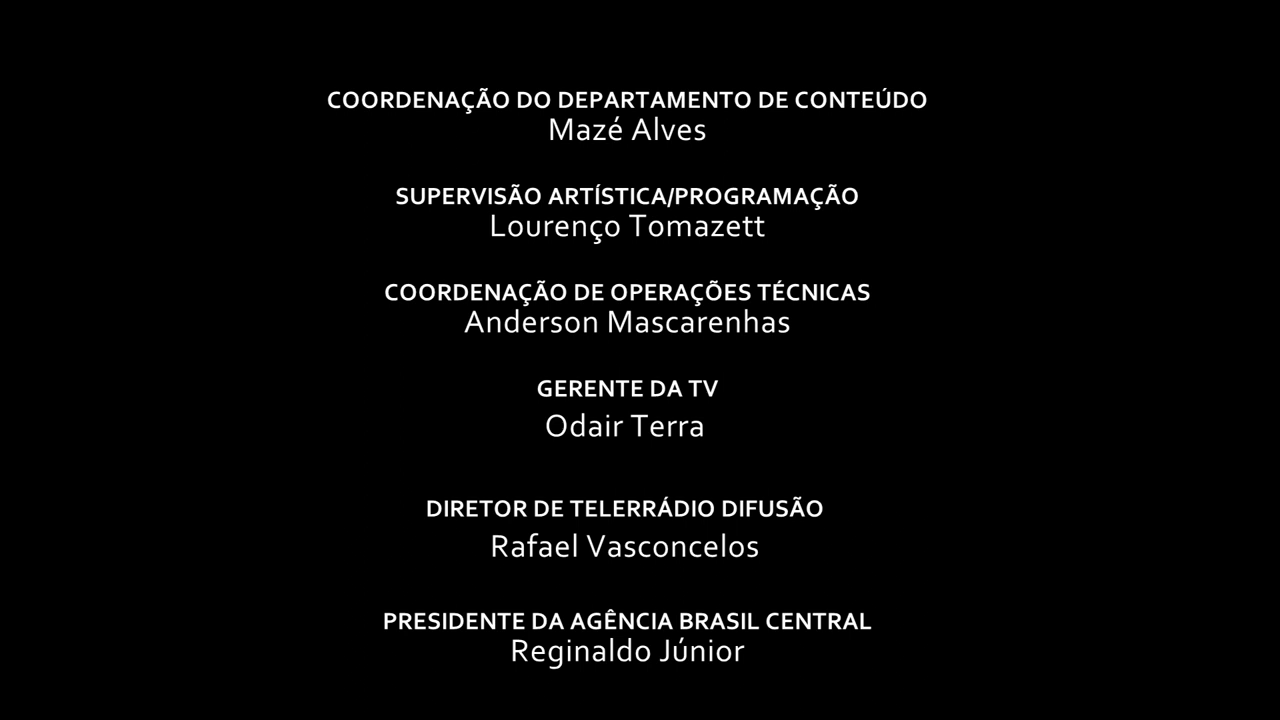 COORDENAÇÃO DO DEPARTAMENTO DE CONTEÚDO
Mazé Alves
SUPERVISÃO ARTÍSTICA/PROGRAMAÇÃO
Lourenço Tomazett
COORDENAÇÃO DE OPERAÇÕES TÉCNICAS
Anderson Mascarenhas
GERENTE DA TV
Odair Terra
DIRETOR DE TELERRÁDIO DIFUSÃO
Rafael Vasconcelos
PRESIDENTE DA AGÊNCIA BRASIL CENTRAL
Reginaldo Júnior